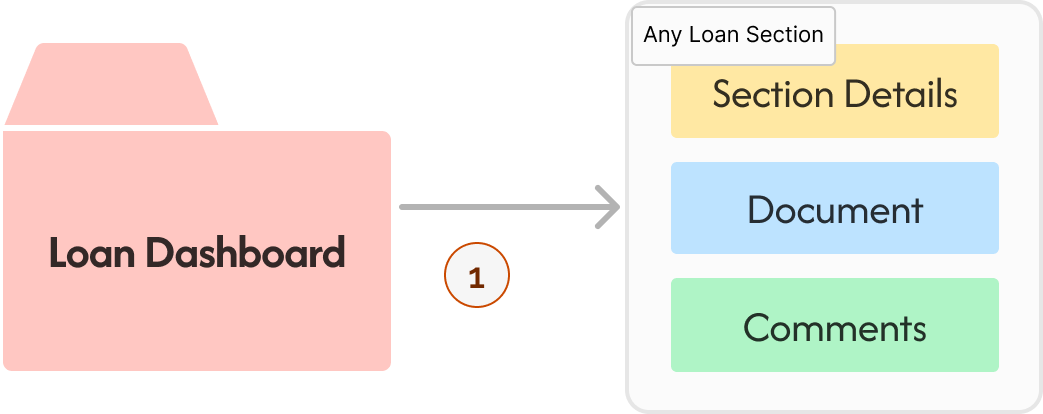 Any Loan Section
Section Details
Document
Loan Dashboard
1
Comments